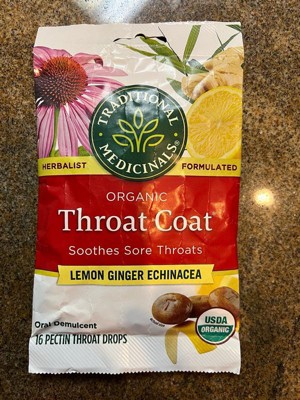 TRADITIONAL
MEDICINALS®
HERBALIST FORMULATED
ORGANIC
Throat Coat
Soothes Sore Throats
LEMON GINGER ECHINACEA
Oral Demulcent
16 PECTIN THROAT DROPS
USDA
ORGANIC